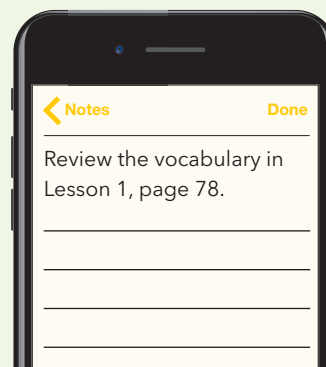 Notes Done
Review the vocabulary in
Lesson 1, page 78.